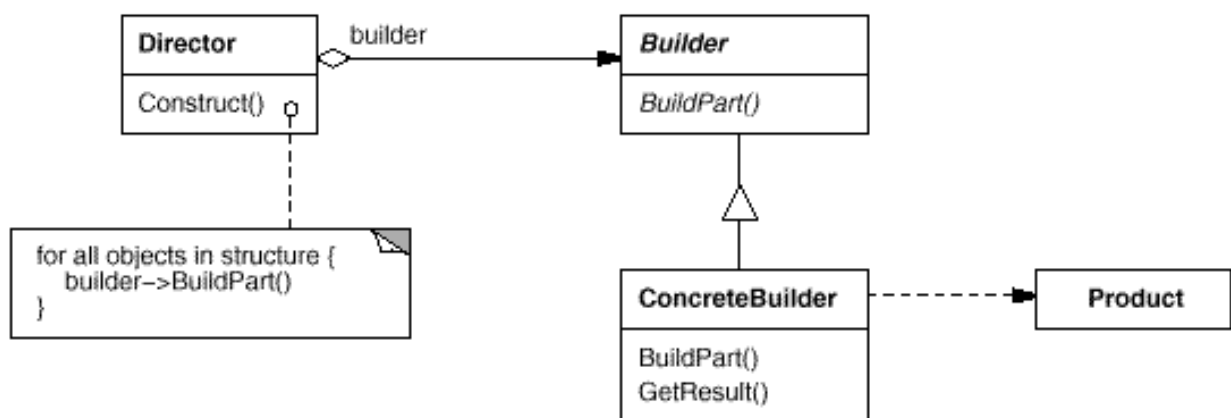 Director
Construct()
builder
Builder
BuildPart()
for all objects in structure {
builder->BuildPart()
}
ConcreteBuilder
BuildPart()
GetResult()
Product